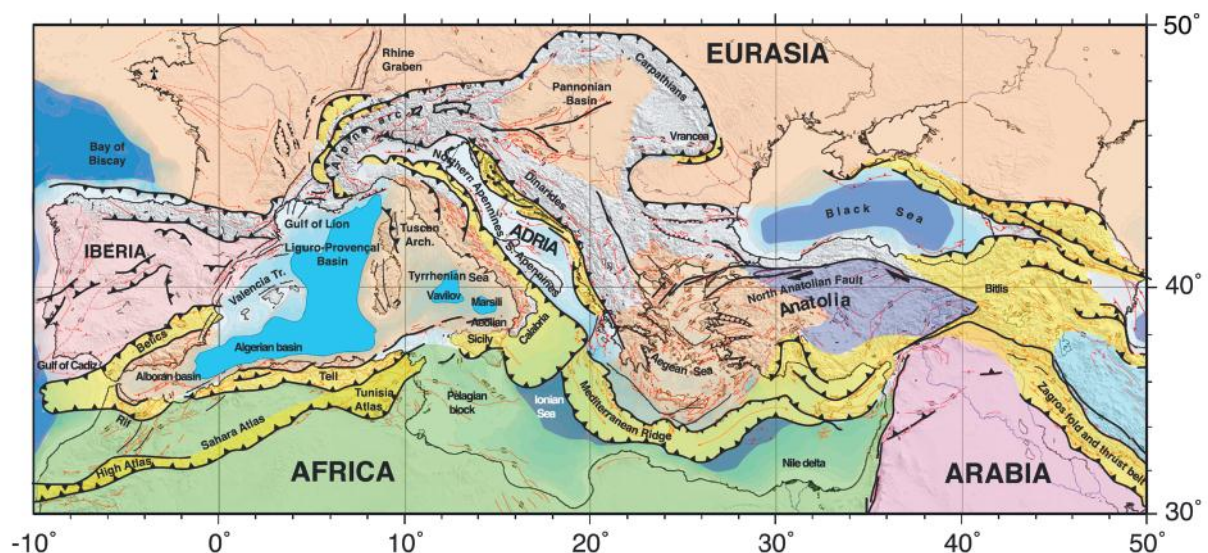 50°
EURASIA
Rhine
Graben
Carpathians
Pannonian
Basin
Alpine arc
Vrancea
Bay of
Biscay
Northern Apennines
Dinarides
Gulf of Lion
Black Sea
IBERIA
Liguro-Provençal
Basin
Tuscan
Arch.
ADRIA
S. Apennines
Valencia Tr.
Tyrrhenian Sea
Vavilov
Marsili
North Anatolian Fault
Anatolia
Bitlis
40°
Betics
Algerian basin
Aeolian
Sicily
Calabria
Aegean Sea
Gulf of Cadiz
Alboran basin
Tell
Tunisia
Atlas
Pelagian
block
Ionian
Sea
Mediterranean Ridge
Zagros fold and thrust belt
Rif
Sahara Atlas
High Atlas
AFRICA
Nile delta
ARABIA
30°
-10° 0° 10° 20° 30° 40° 50°